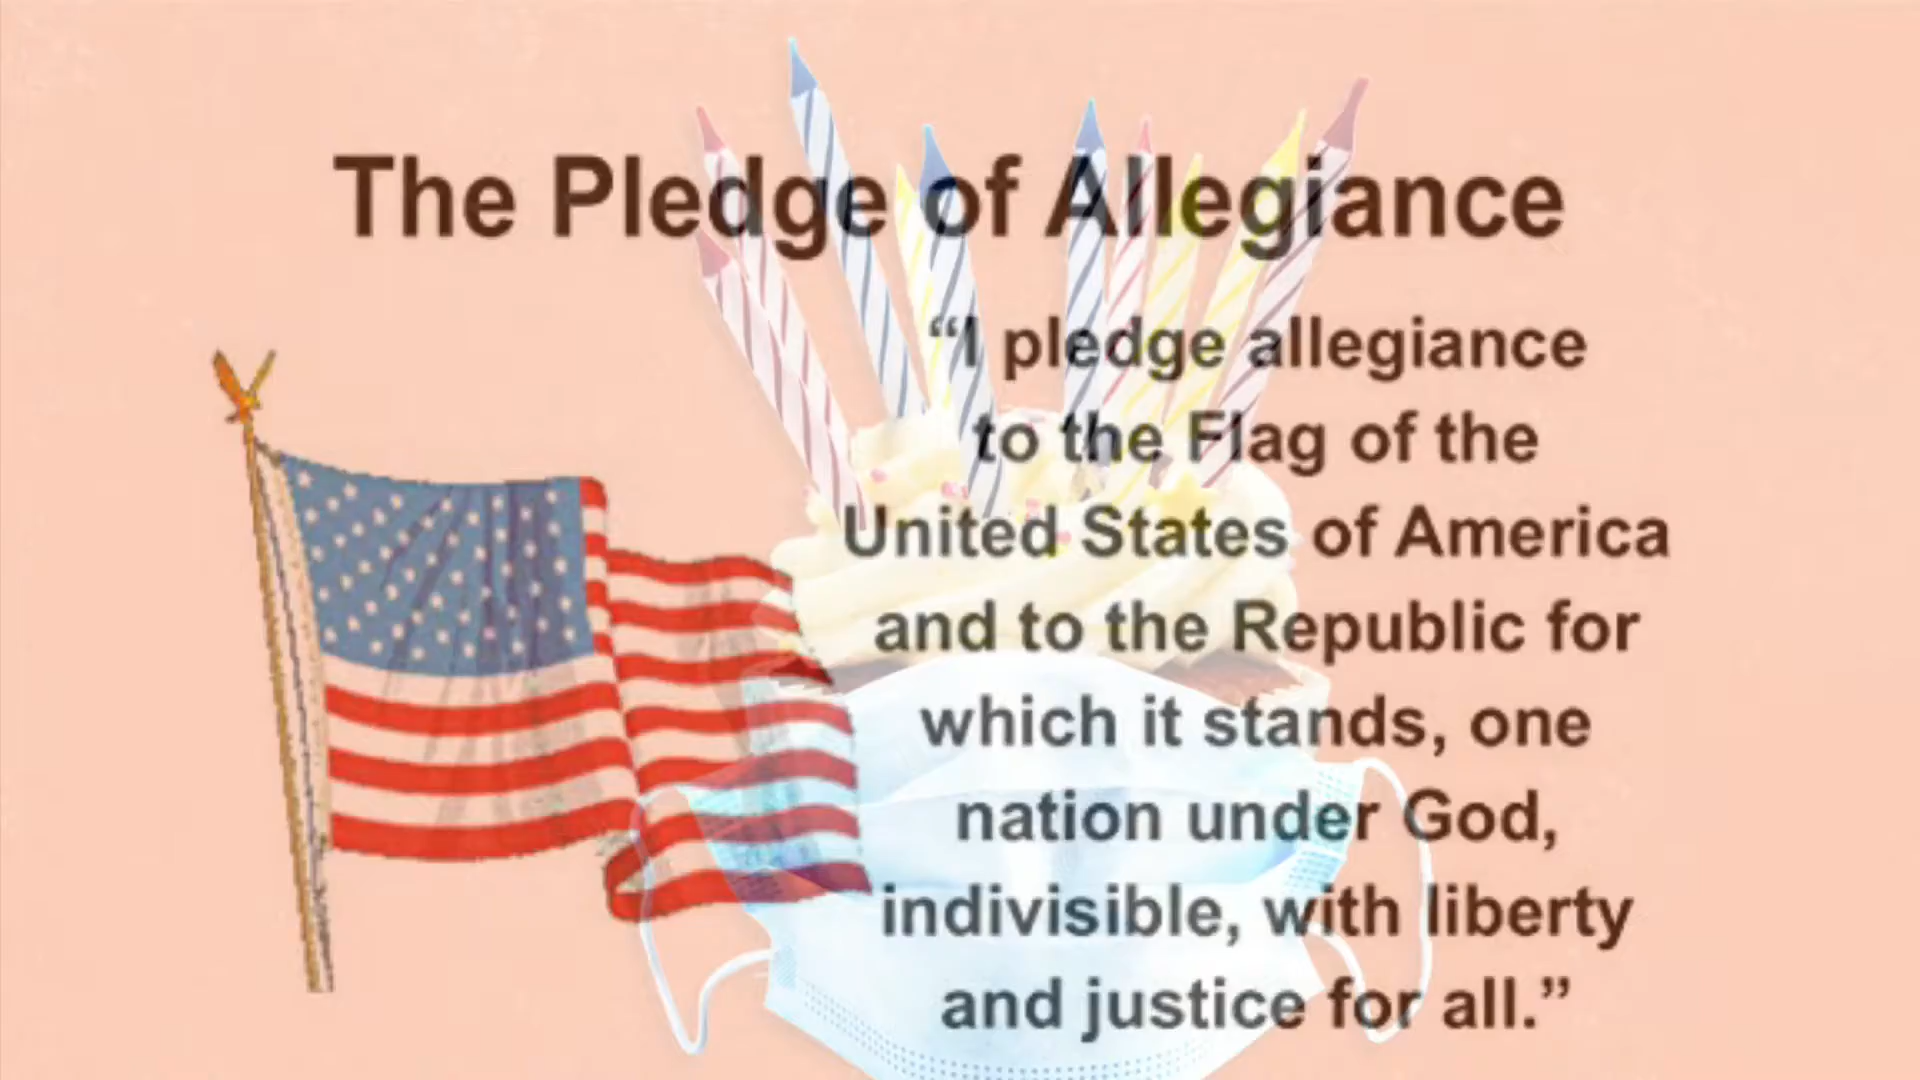 The Pledge of Allegiance
“I pledge allegiance
to the Flag of the
United States of America
and to the Republic for
which it stands, one
nation under God,
indivisible, with liberty
and justice for all.”